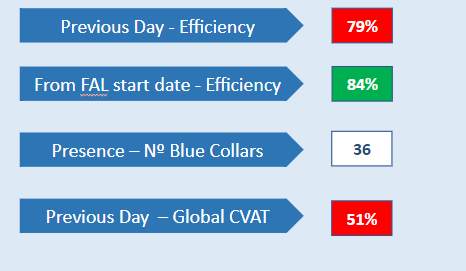 Previous Day - Efficiency 79%
From FAL start date - Efficiency 84%
Presence – Nº Blue Collars 36
Previous Day – Global CVAT 51%